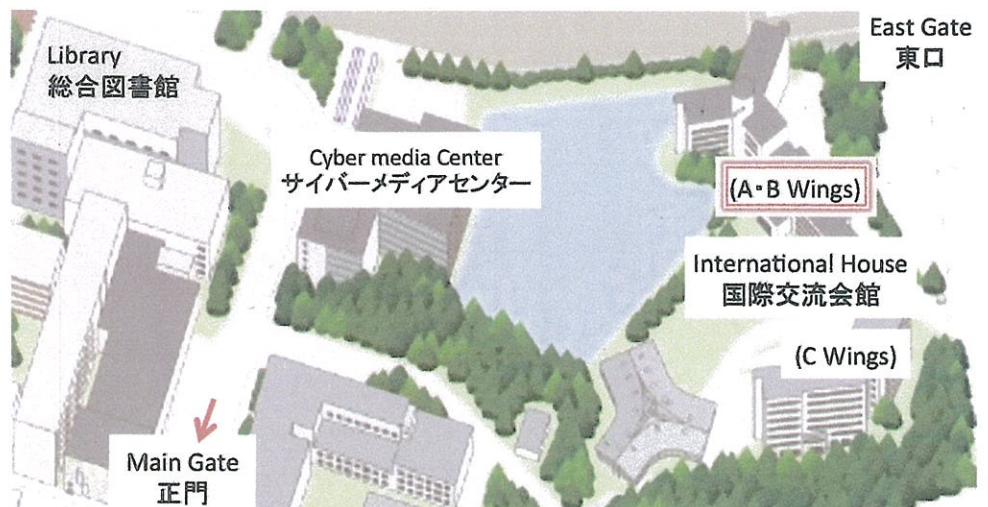 Library
総合図書館
East Gate
東口
Cyber media Center
サイバーメディアセンター
(A・B Wings)
International House
国際交流会館
(C Wings)
Main Gate
正門